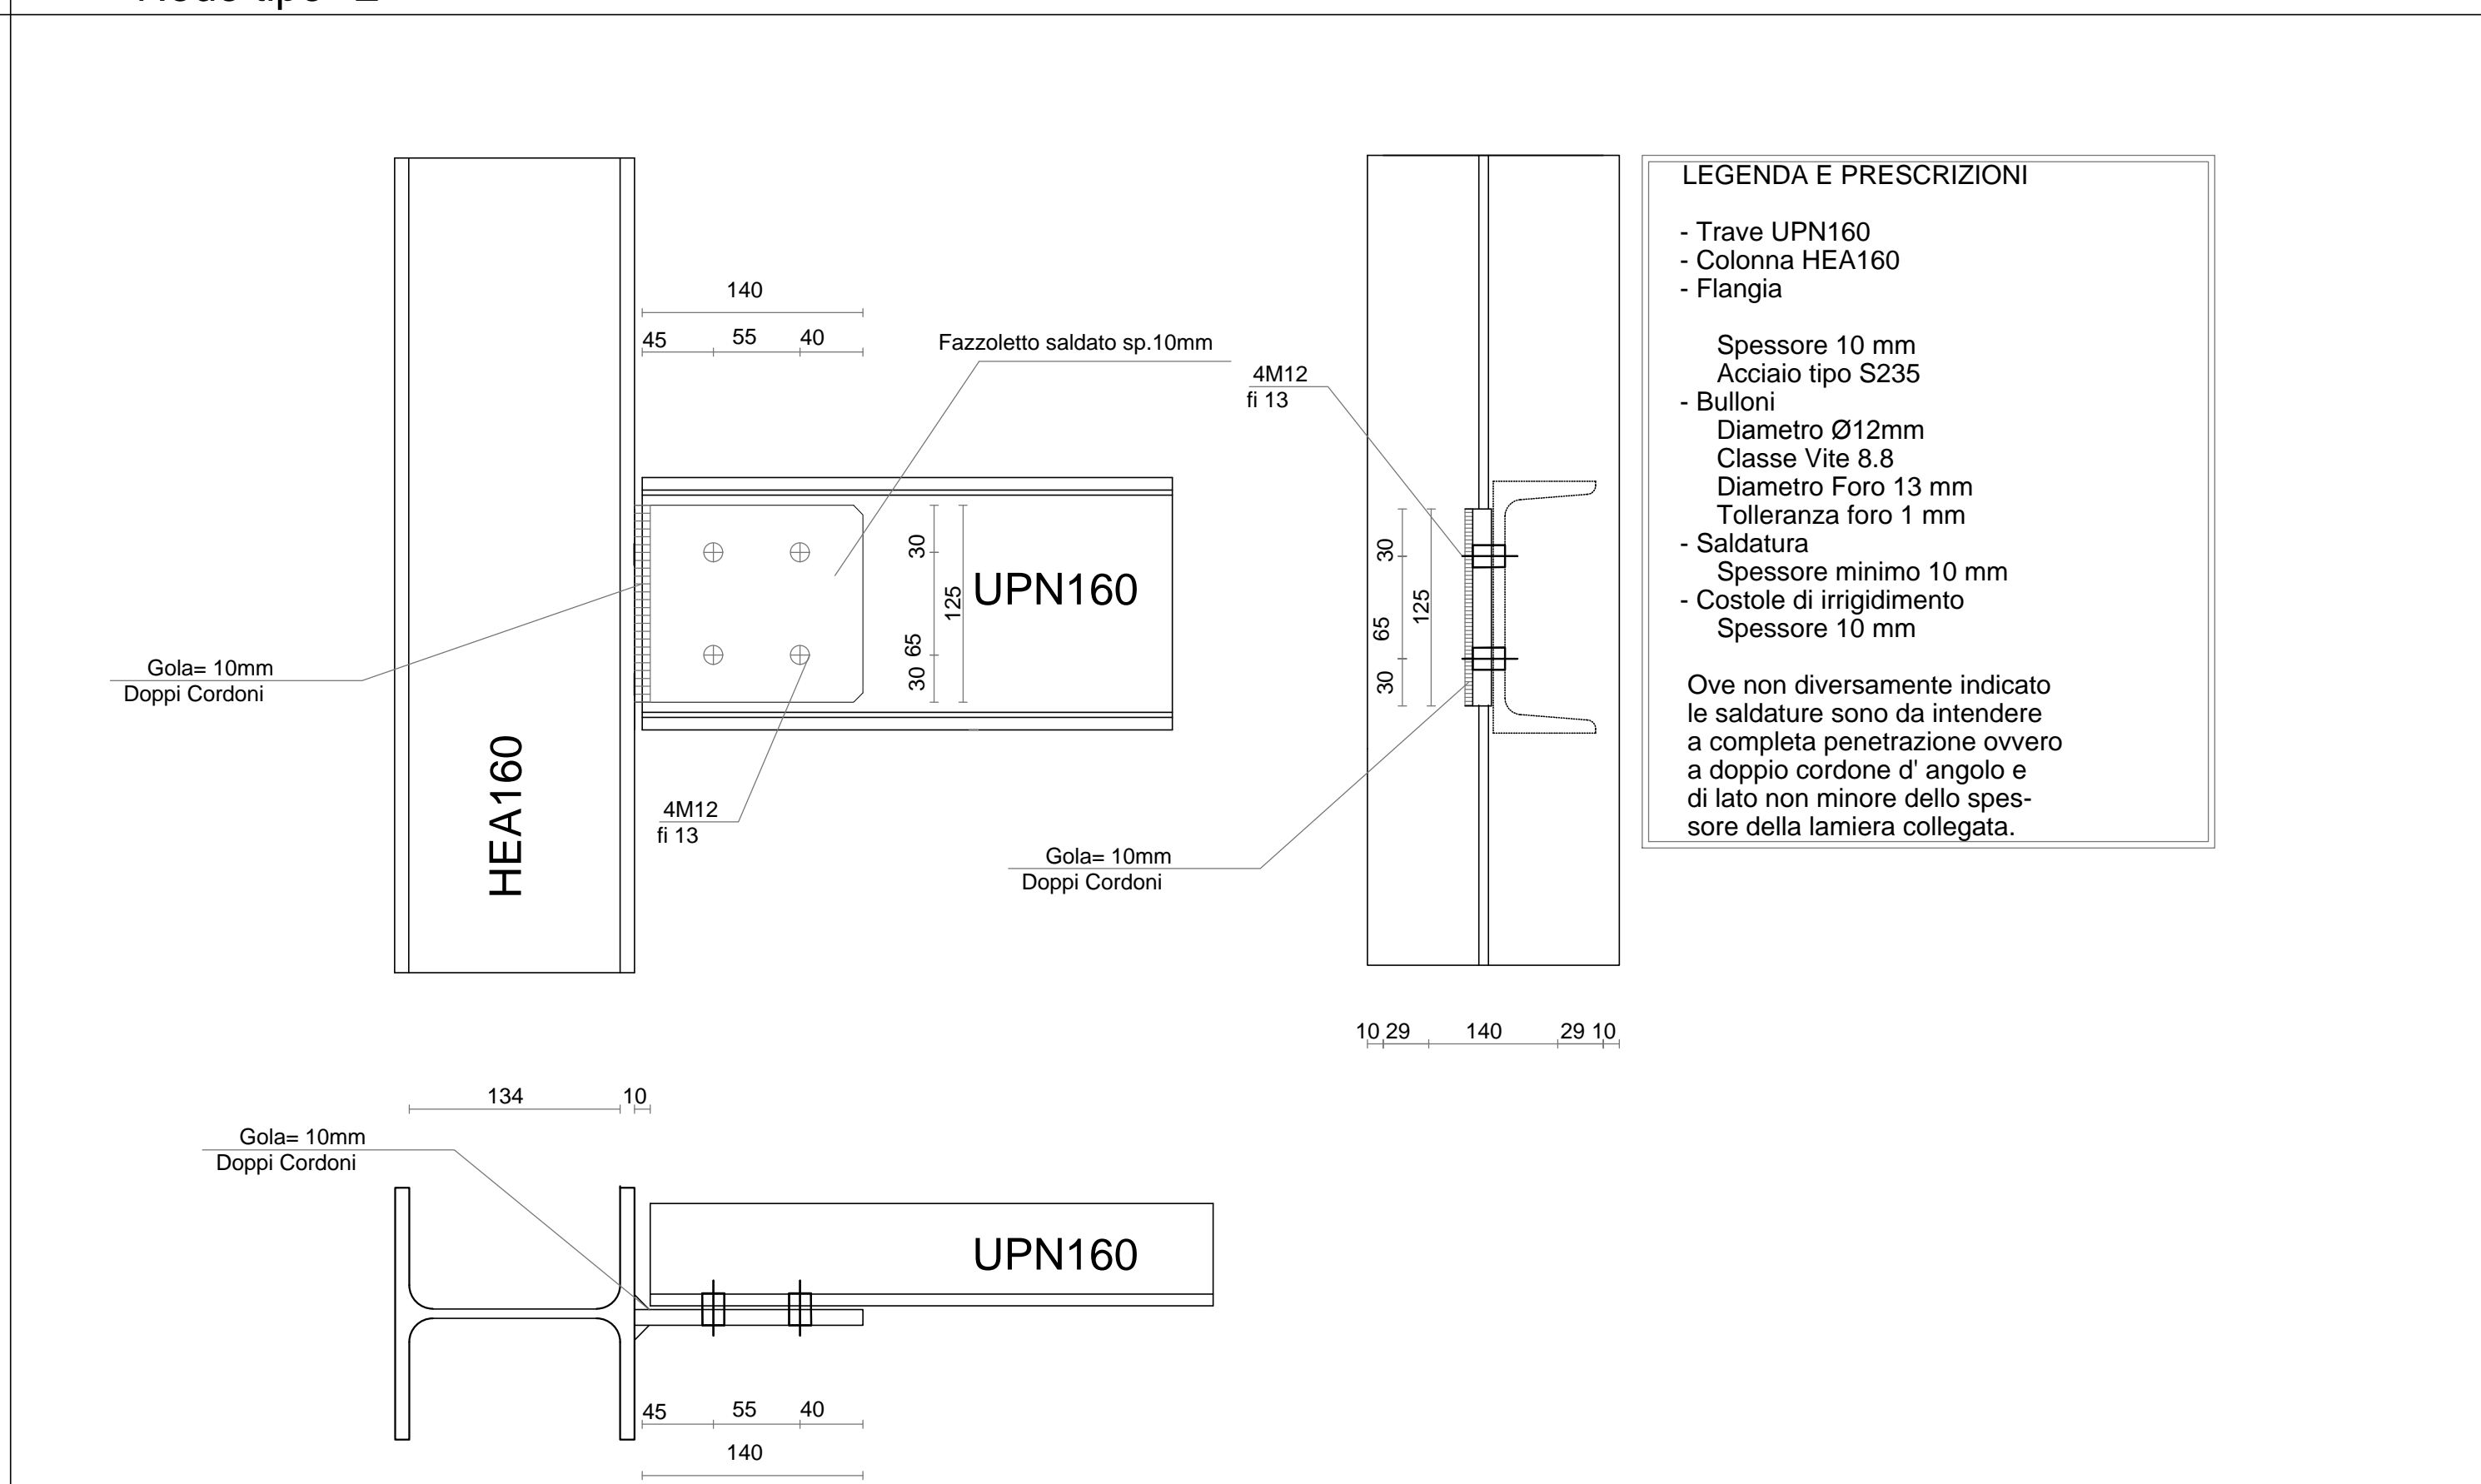 140
45 55 40
Fazzoletto saldato sp.10mm
4M12
fi 13
30
65
30
125
UPN160
Gola= 10mm
Doppi Cordoni
HEA160
4M12
fi 13
30
65
30
125
Gola= 10mm
Doppi Cordoni
10 29 140 29 10
LEGENDA E PRESCRIZIONI
- Trave UPN160
- Colonna HEA160
- Flangia
Spessore 10 mm
Acciaio tipo S235
- Bulloni
Diametro Ø12mm
Classe Vite 8.8
Diametro Foro 13 mm
Tolleranza foro 1 mm
- Saldatura
Spessore minimo 10 mm
- Costole di irrigidimento
Spessore 10 mm
Ove non diversamente indicato
le saldature sono da intendere
a completa penetrazione ovvero
a doppio cordone d' angolo e
di lato non minore dello spes-
sore della lamiera collegata.
134 10
Gola= 10mm
Doppi Cordoni
UPN160
45 55 40
140